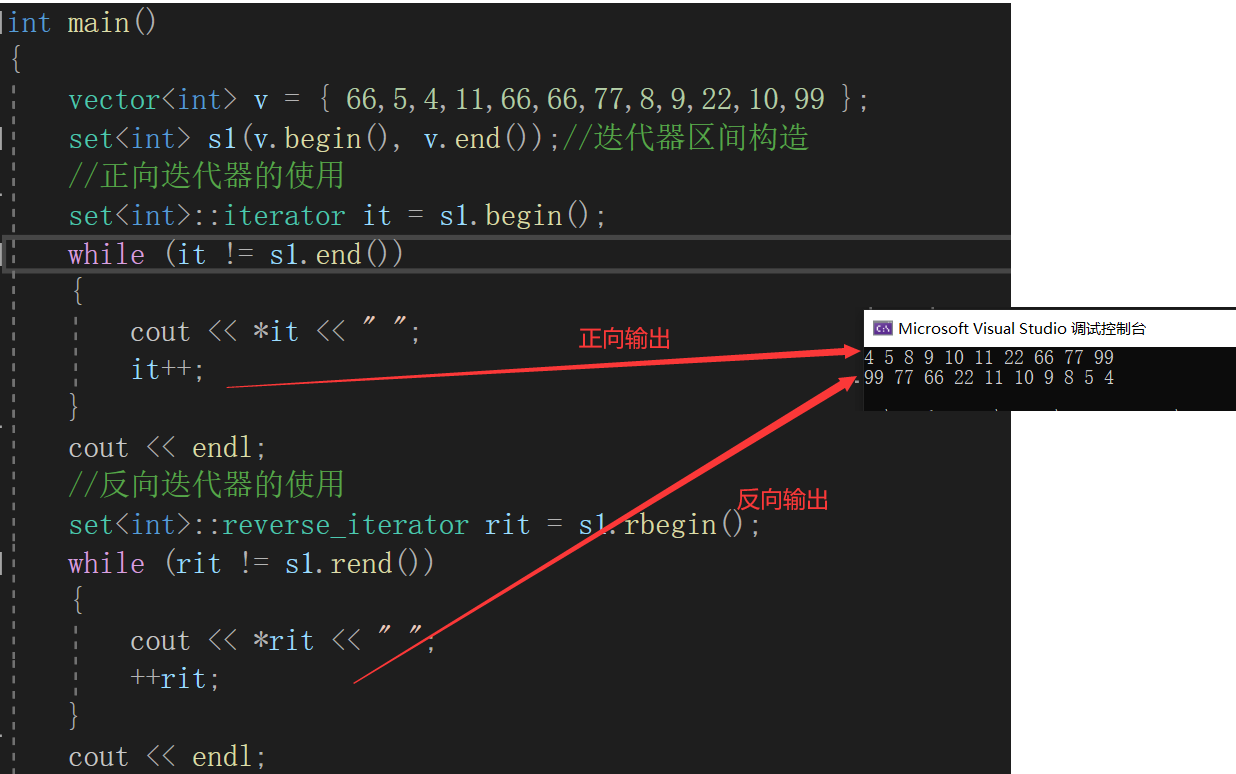 int main()
{
vector<int> v = { 66,5,4,11,66,66,77,8,9,22,10,99 };
set<int> s1(v.begin(), v.end());//迭代器区间构造
//正向迭代器的使用
set<int>::iterator it = s1.begin();
while (it != s1.end())
{
cout << *it << " ";
it++;
}
cout << endl;
//反向迭代器的使用
set<int>::reverse_iterator rit = s1.rbegin();
while (rit != s1.rend())
{
cout << *rit << " ";
++rit;
}
cout << endl;
正向输出
反向输出
Microsoft Visual Studio 调试控制台
4 5 8 9 10 11 22 66 77 99
99 77 66 22 11 10 9 8 5 4